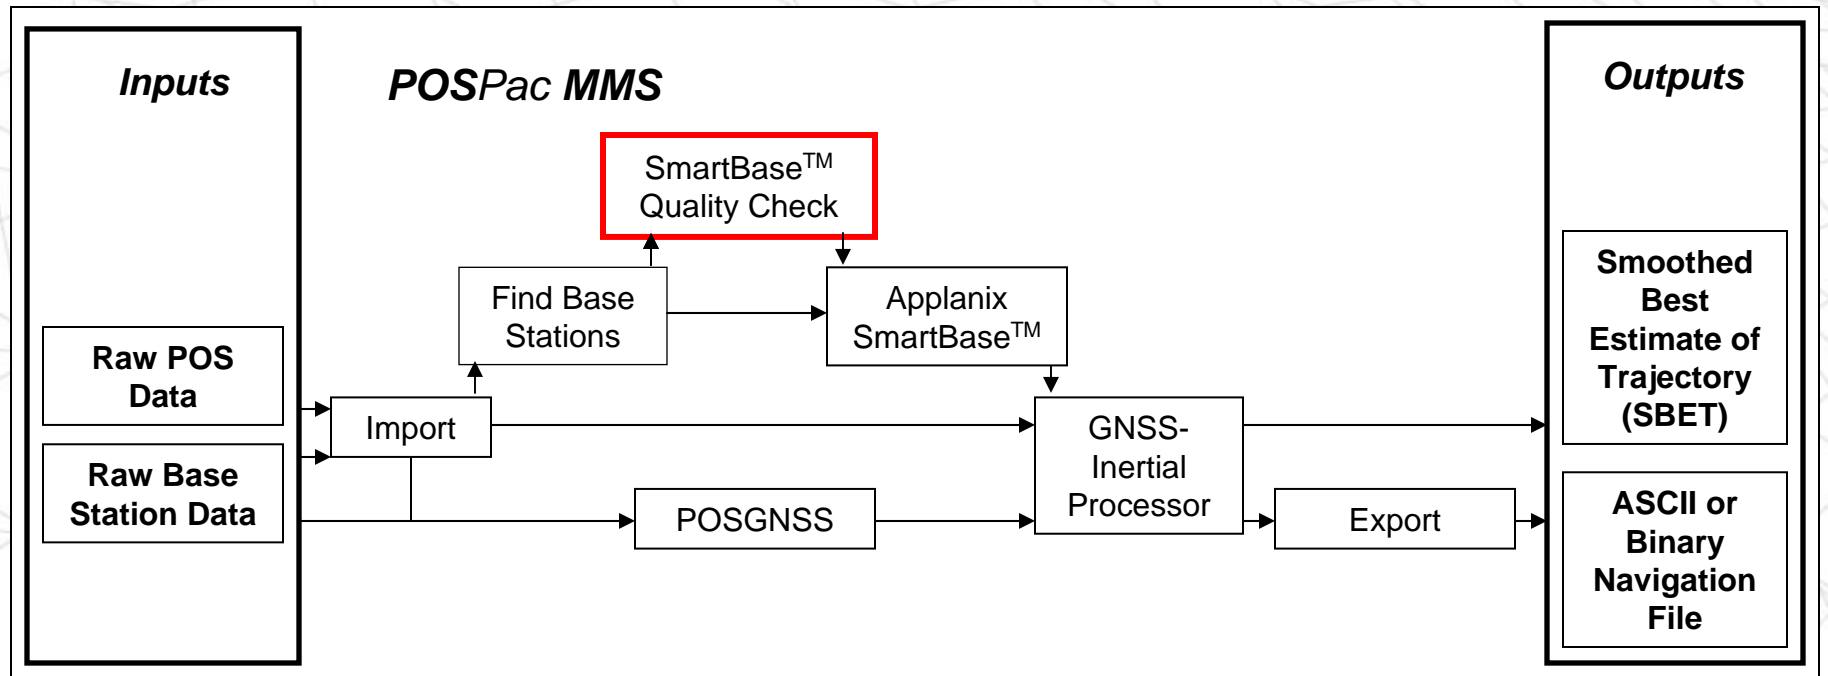 Inputs
POSPac MMS
Outputs
SmartBase™
Quality Check
Find Base
Stations
Applanix
SmartBase™
Raw POS
Data
Raw Base
Station Data
Import
POSGNSS
GNSS-
Inertial
Processor
Export
Smoothed
Best
Estimate of
Trajectory
(SBET)
ASCII or
Binary
Navigation
File